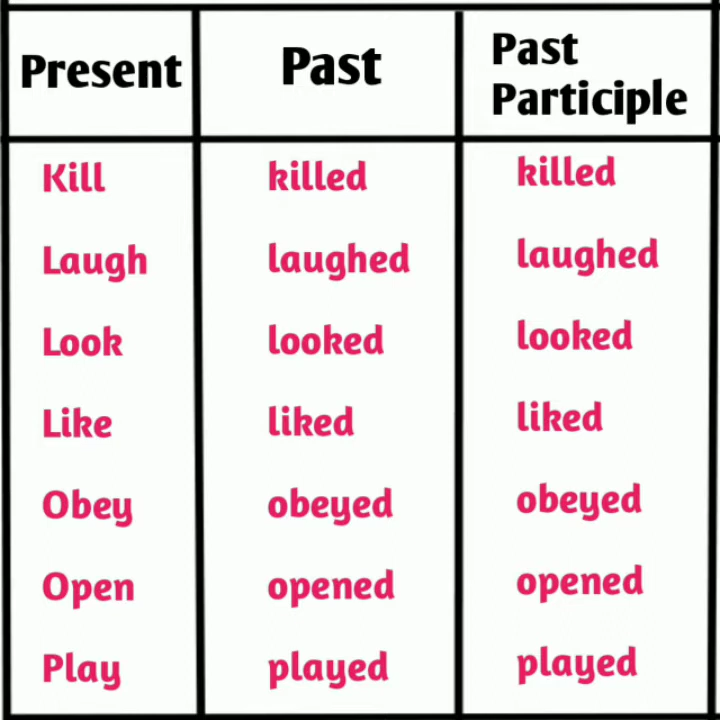 Present Past Past Participle
Kill killed killed
Laugh laughed laughed
Look looked looked
Like liked liked
Obey obeyed obeyed
Open opened opened
Play played played